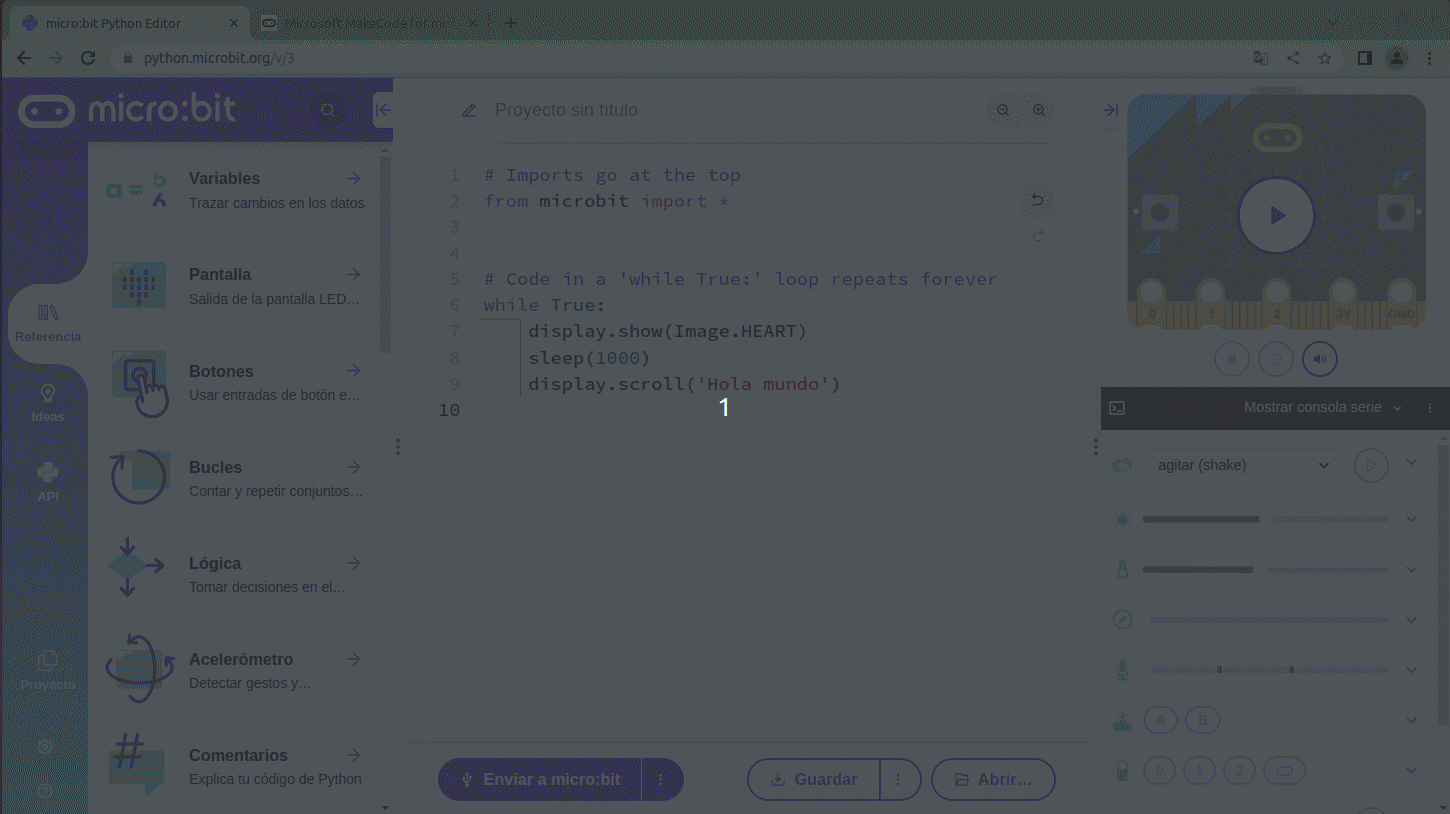 micro:bit Python Editor
Microsoft MakeCode for mic
python.microbit.org/v/3
micro:bit
Referencia
Ideas
API
Proyecto
Variables
Trazar cambios en los datos
Pantalla
Salida de la pantalla LED…
Botones
Usar entradas de botón e…
Bucles
Contar y repetir conjuntos…
Lógica
Tomar decisiones en el…
Acelerómetro
Detectar gestos y…
Comentarios
Explica tu código de Python
Proyecto sin título
1 # Imports go at the top
2 from microbit import *
3
4
5 # Code in a 'while True:' loop repeats forever
6 while True:
7 display.show(Image.HEART)
8 sleep(1000)
9 display.scroll('Hola mundo')
10
1
Enviar a micro:bit
Guardar
Abrir…
0 1 2 3V GND
Mostrar consola serie
agitar (shake)
A B
0 1 2